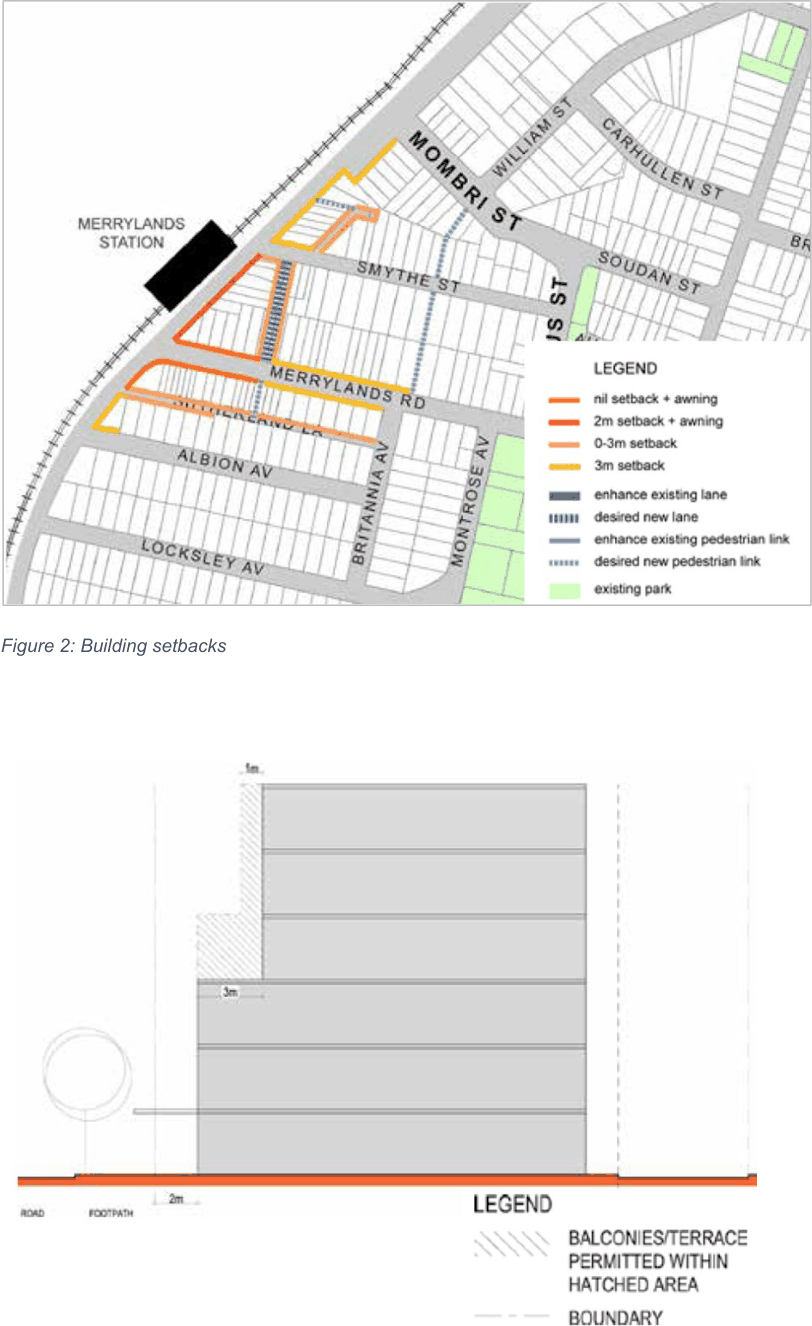 MERRYLANDS
STATION
MOMBRI ST
WILLIAM ST
CARHULLEN ST
BR
SMYTHE ST
SOUDAN ST
US ST
MERRYLANDS RD
ALBION AV
BRITANNIA AV
MONTROSE AV
LOCKSLEY AV
LEGEND
nil setback + awning
2m setback + awning
0-3m setback
3m setback
enhance existing lane
desired new lane
enhance existing pedestrian link
desired new pedestrian link
existing park
Figure 2: Building setbacks
1m
3m
2m
ROAD
FOOTPATH
LEGEND
BALCONIES/TERRACE
PERMITTED WITHIN
HATCHED AREA
BOUNDARY